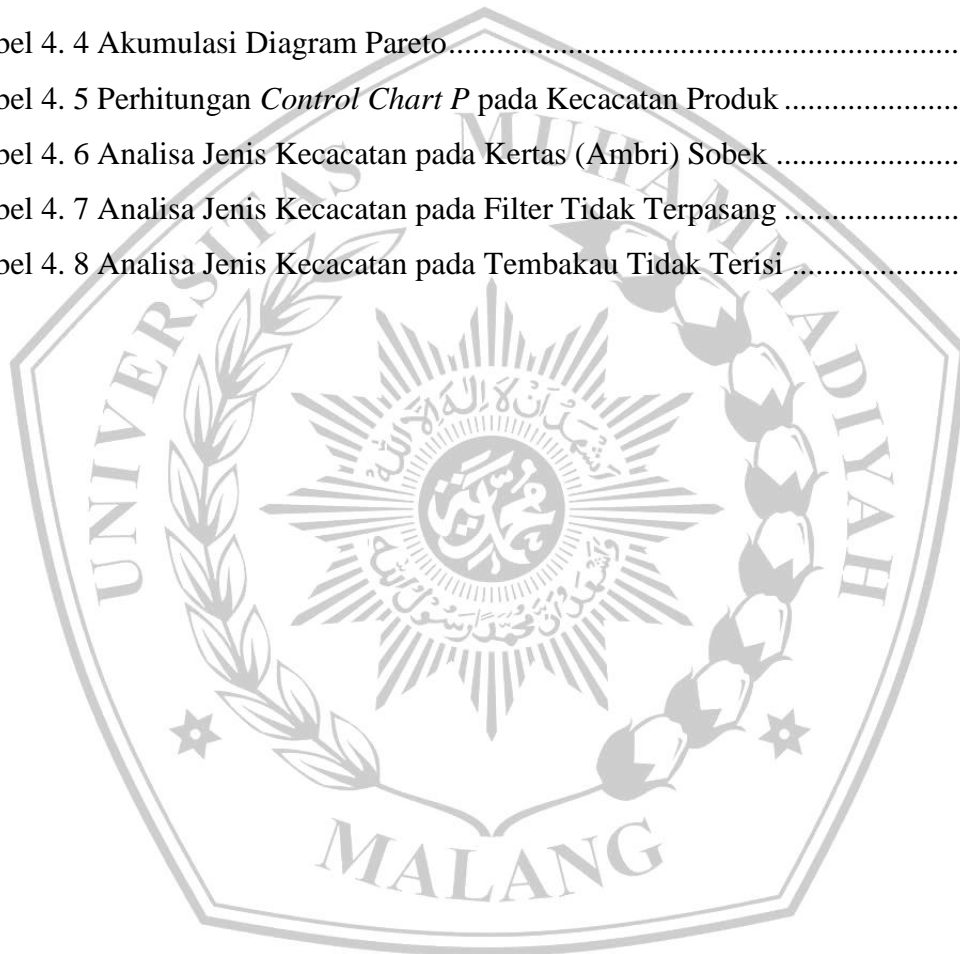 bel 4. 4 Akumulasi Diagram Pareto..........................................................................
bel 4. 5 Perhitungan Control Chart P pada Kecacatan Produk .........................
bel 4. 6 Analisa Jenis Kecacatan pada Kertas (Ambri) Sobek ..........................
bel 4. 7 Analisa Jenis Kecacatan pada Filter Tidak Terpasang .........................
bel 4. 8 Analisa Jenis Kecacatan pada Tembakau Tidak Terisi ........................
UNIVERSITAS MUHAMMADIYAH
MALANG